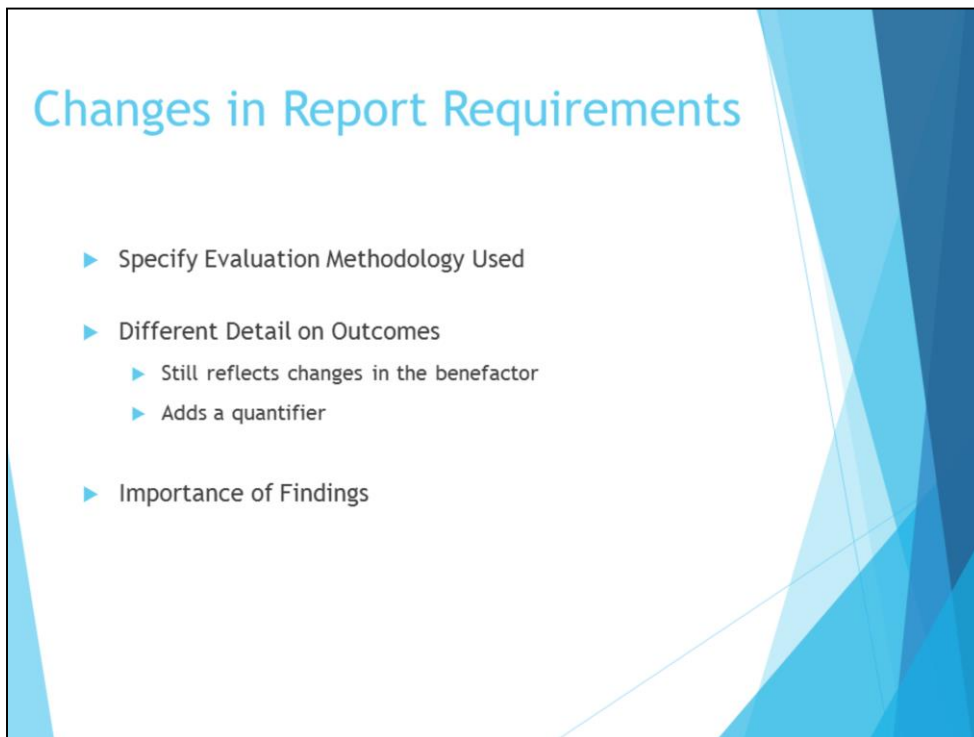 Changes in Report Requirements
Specify Evaluation Methodology Used
Different Detail on Outcomes
Still reflects changes in the benefactor
Adds a quantifier
Importance of Findings